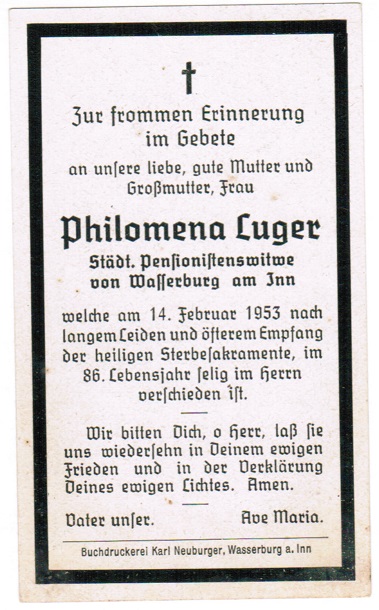 Zur frommen Erinnerung
im Gebete
an unsere liebe, gute Mutter und
Großmutter, Frau
Philomena Luger
Städt. Pensionistenswitwe
von Wasserburg am Inn
welche am 14. Februar 1953 nach
langem Leiden und öfterem Empfang
der heiligen Sterbesakramente, im
86. Lebensjahr selig im Herrn
verschieden ist.
Wir bitten Dich, o Herr, laß sie
uns wiedersehn in Deinem ewigen
Frieden und in der Verklärung
Deines ewigen Lichtes. Amen.
Vater unser. Ave Maria.
Buchdruckerei Karl Neuburger, Wasserburg a. Inn